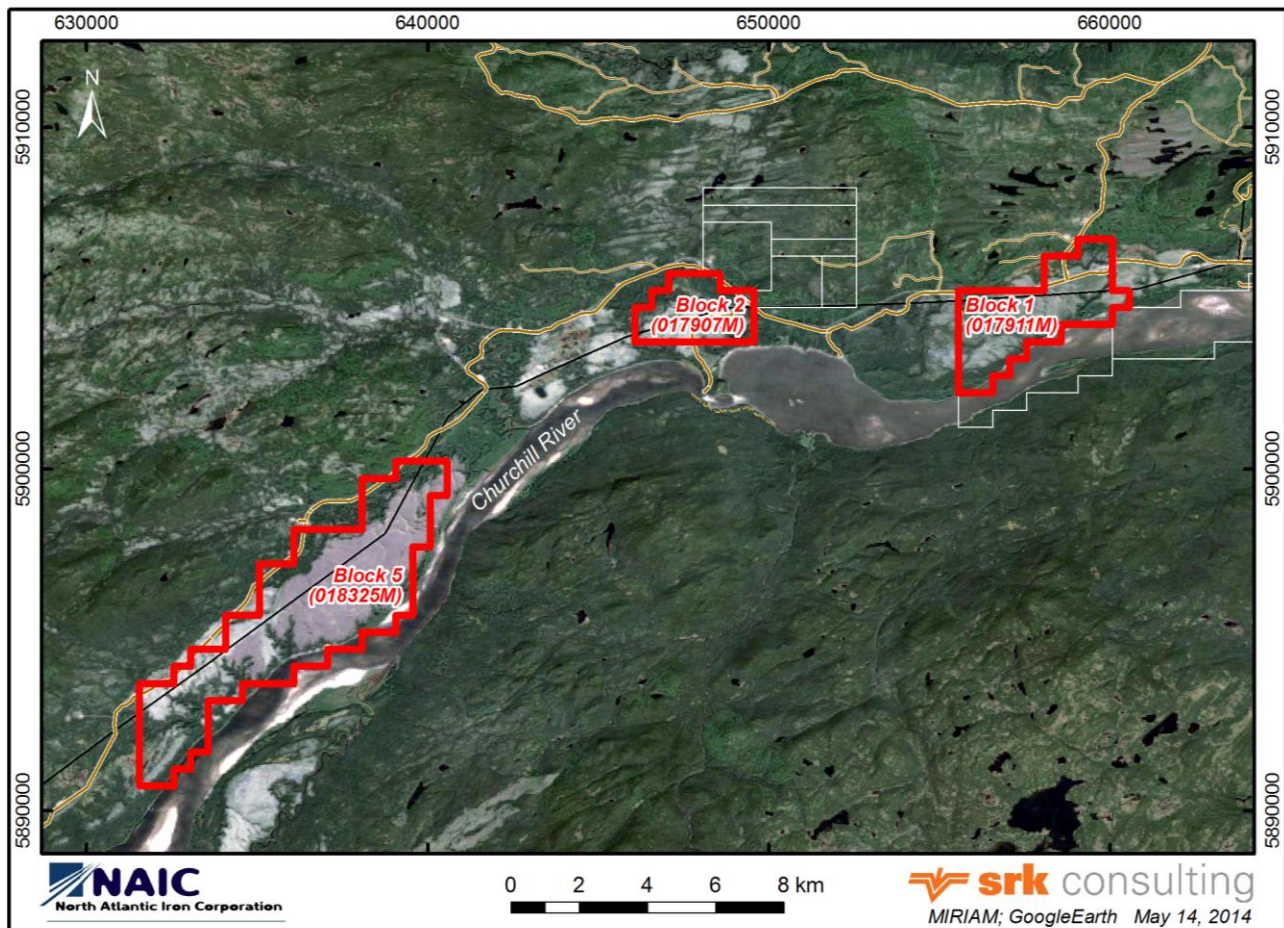 630000 640000 650000 660000
N
5910000 5910000
Block 2
(017907M)
Block 1
(017911M)
Churchill River
5900000 5900000
Block 5
(018325M)
5890000 5890000
NAIC
North Atlantic Iron Corporation
0 2 4 6 8 km
srk consulting
MIRIAM; GoogleEarth May 14, 2014